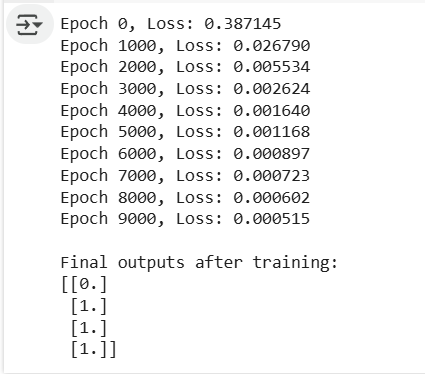 Epoch 0, Loss: 0.387145
Epoch 1000, Loss: 0.026790
Epoch 2000, Loss: 0.005534
Epoch 3000, Loss: 0.002624
Epoch 4000, Loss: 0.001640
Epoch 5000, Loss: 0.001168
Epoch 6000, Loss: 0.000897
Epoch 7000, Loss: 0.000723
Epoch 8000, Loss: 0.000602
Epoch 9000, Loss: 0.000515

Final outputs after training:
[[0.]
 [1.]
 [1.]
 [1.]]